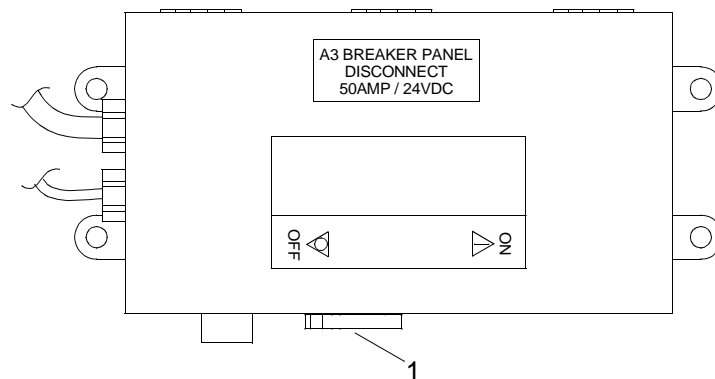 A3 BREAKER PANEL
DISCONNECT
50AMP / 24VDC
OFF
ON
1